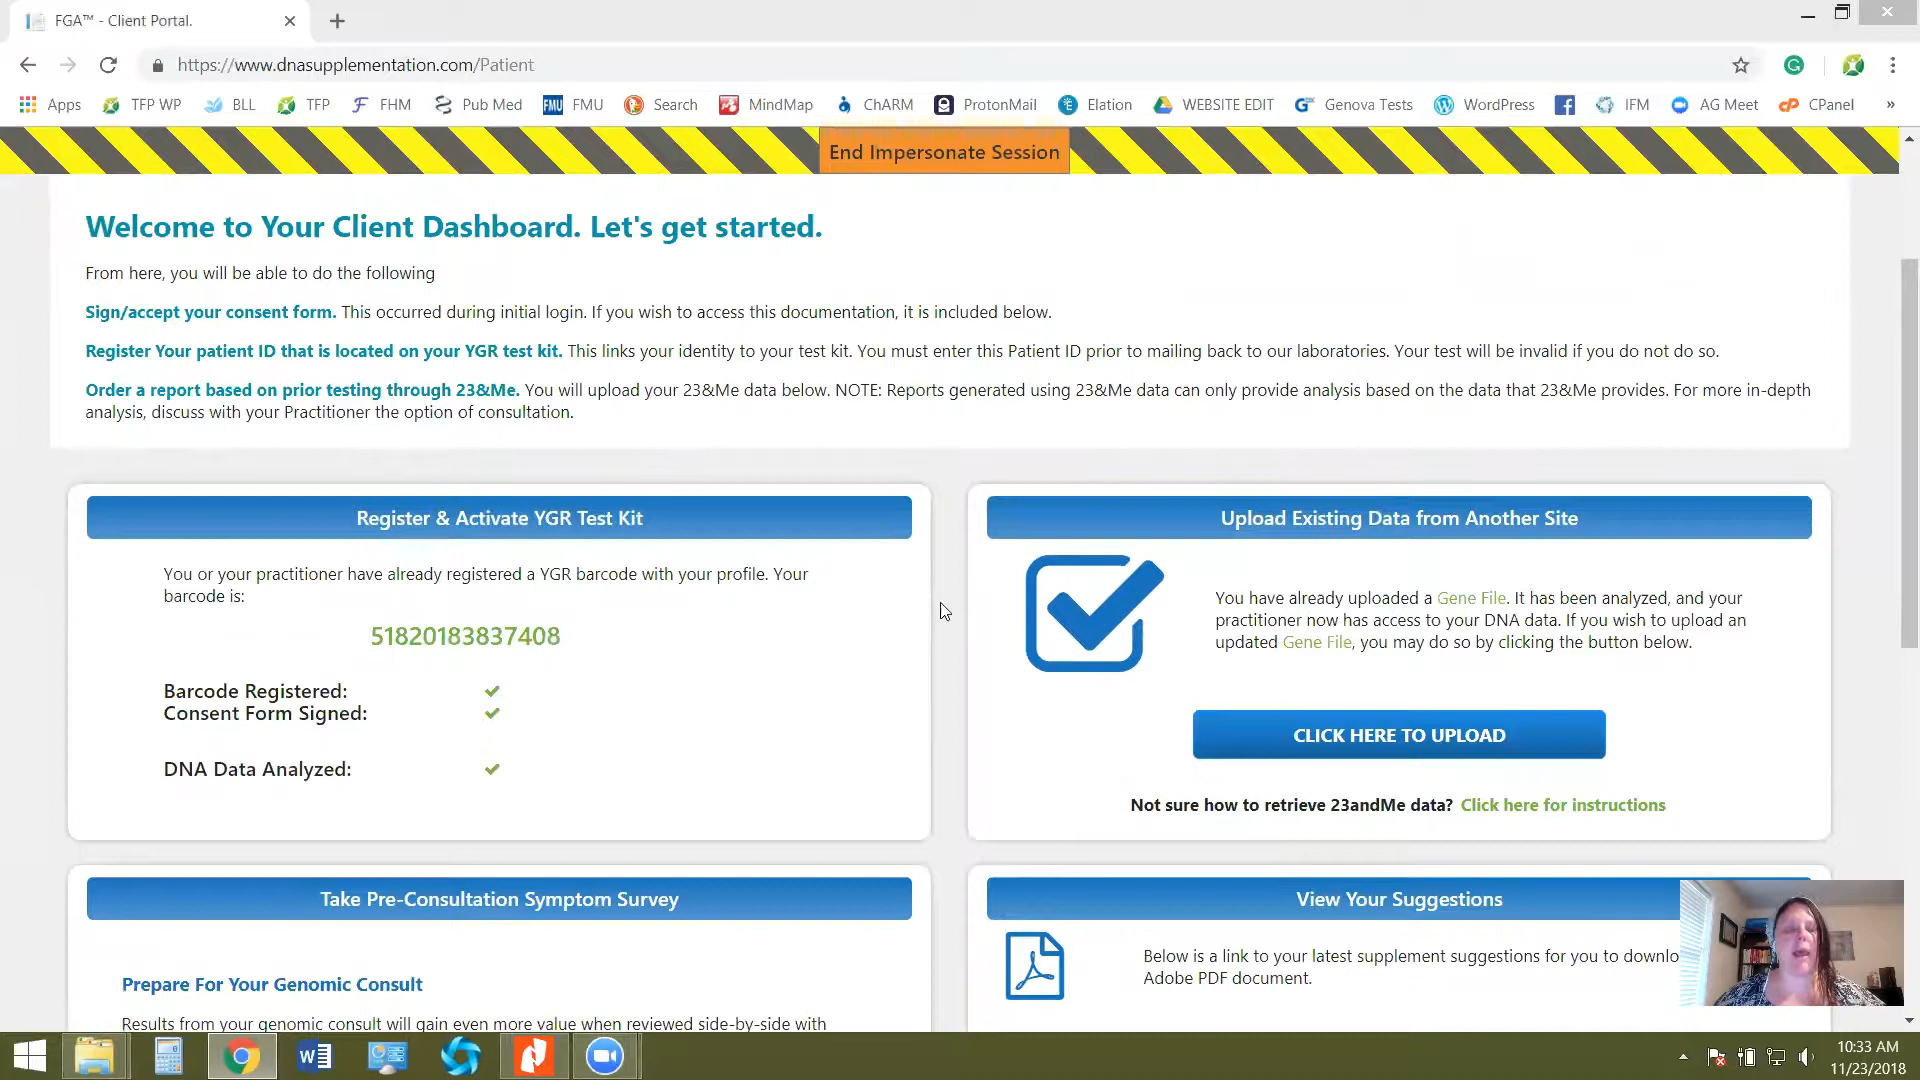 FGA™ - Client Portal.
https://www.dnasupplementation.com/Patient
Apps TFP WP BLL TFP FHM Pub Med FMU FMU Search MindMap ChARM ProtonMail Elation WEBSITE EDIT Genova Tests WordPress IFM AG Meet CPanel »
End Impersonate Session
Welcome to Your Client Dashboard. Let's get started.
From here, you will be able to do the following
Sign/accept your consent form. This occurred during initial login. If you wish to access this documentation, it is included below.
Register Your patient ID that is located on your YGR test kit. This links your identity to your test kit. You must enter this Patient ID prior to mailing back to our laboratories. Your test will be invalid if you do not do so.
Order a report based on prior testing through 23&Me. You will upload your 23&Me data below. NOTE: Reports generated using 23&Me data can only provide analysis based on the data that 23&Me provides. For more in-depth
analysis, discuss with your Practitioner the option of consultation.
Register & Activate YGR Test Kit
You or your practitioner have already registered a YGR barcode with your profile. Your
barcode is:
51820183837408
Barcode Registered:
Consent Form Signed:
DNA Data Analyzed:
Upload Existing Data from Another Site
You have already uploaded a Gene File. It has been analyzed, and your
practitioner now has access to your DNA data. If you wish to upload an
updated Gene File, you may do so by clicking the button below.
CLICK HERE TO UPLOAD
Not sure how to retrieve 23andMe data? Click here for instructions
Take Pre-Consultation Symptom Survey
Prepare For Your Genomic Consult
Results from your genomic consult will gain even more value when reviewed side-by-side with
View Your Suggestions
Below is a link to your latest supplement suggestions for you to downlo
Adobe PDF document.
10:33 AM
11/23/2018